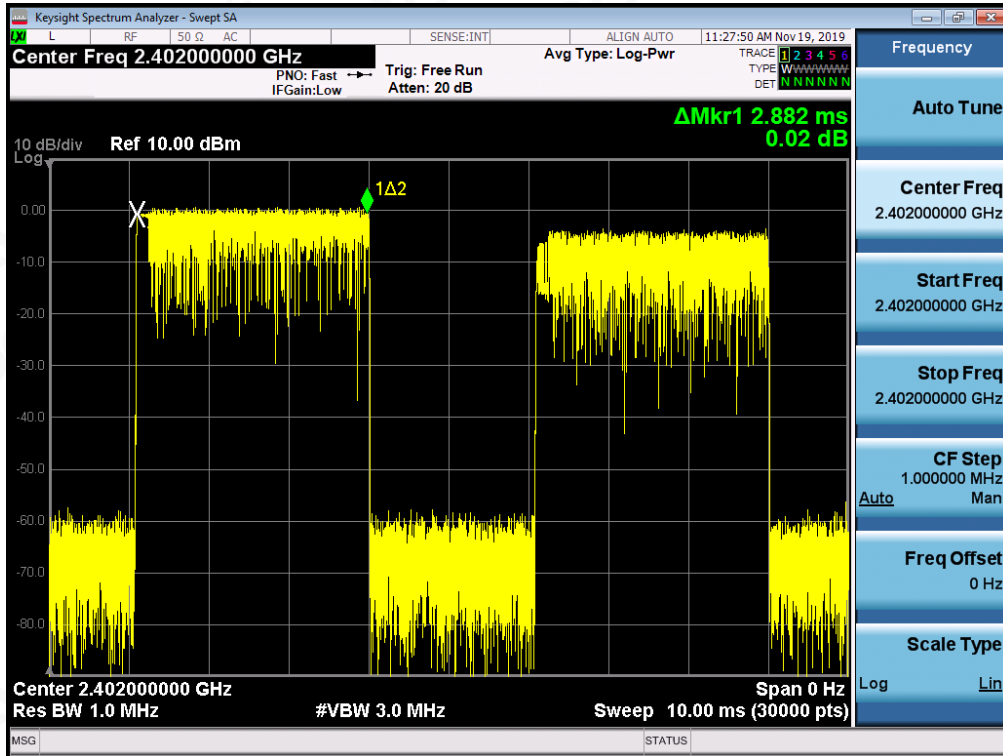 Keysight Spectrum Analyzer - Swept SA
LXI L RF 50 Ω AC SENSE:INT ALIGN AUTO 11:27:50 AM Nov 19, 2019
Center Freq 2.402000000 GHz
PNO: Fast
IFGain:Low
Trig: Free Run
Atten: 20 dB
Avg Type: Log-Pwr
TRACE 1 2 3 4 5 6
TYPE WWWWWW
DET N N N N N N
ΔMkr1 2.882 ms
0.02 dB
10 dB/div Ref 10.00 dBm
Log
1Δ2
X
0.00
-10.0
-20.0
-30.0
-40.0
-50.0
-60.0
-70.0
-80.0
Center 2.402000000 GHz Span 0 Hz
Res BW 1.0 MHz #VBW 3.0 MHz Sweep 10.00 ms (30000 pts)
MSG STATUS
Frequency
Auto Tune
Center Freq
2.402000000 GHz
Start Freq
2.402000000 GHz
Stop Freq
2.402000000 GHz
CF Step
1.000000 MHz
Auto Man
Freq Offset
0 Hz
Scale Type
Log Lin